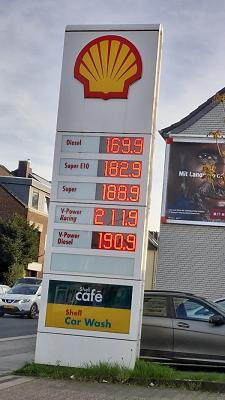 Diesel 169.9
Super E10 182.9
Super 188.9
V-Power
Racing 211.9
V-Power
Diesel 190.9
Shell
café
Shell
Car Wash
Mit